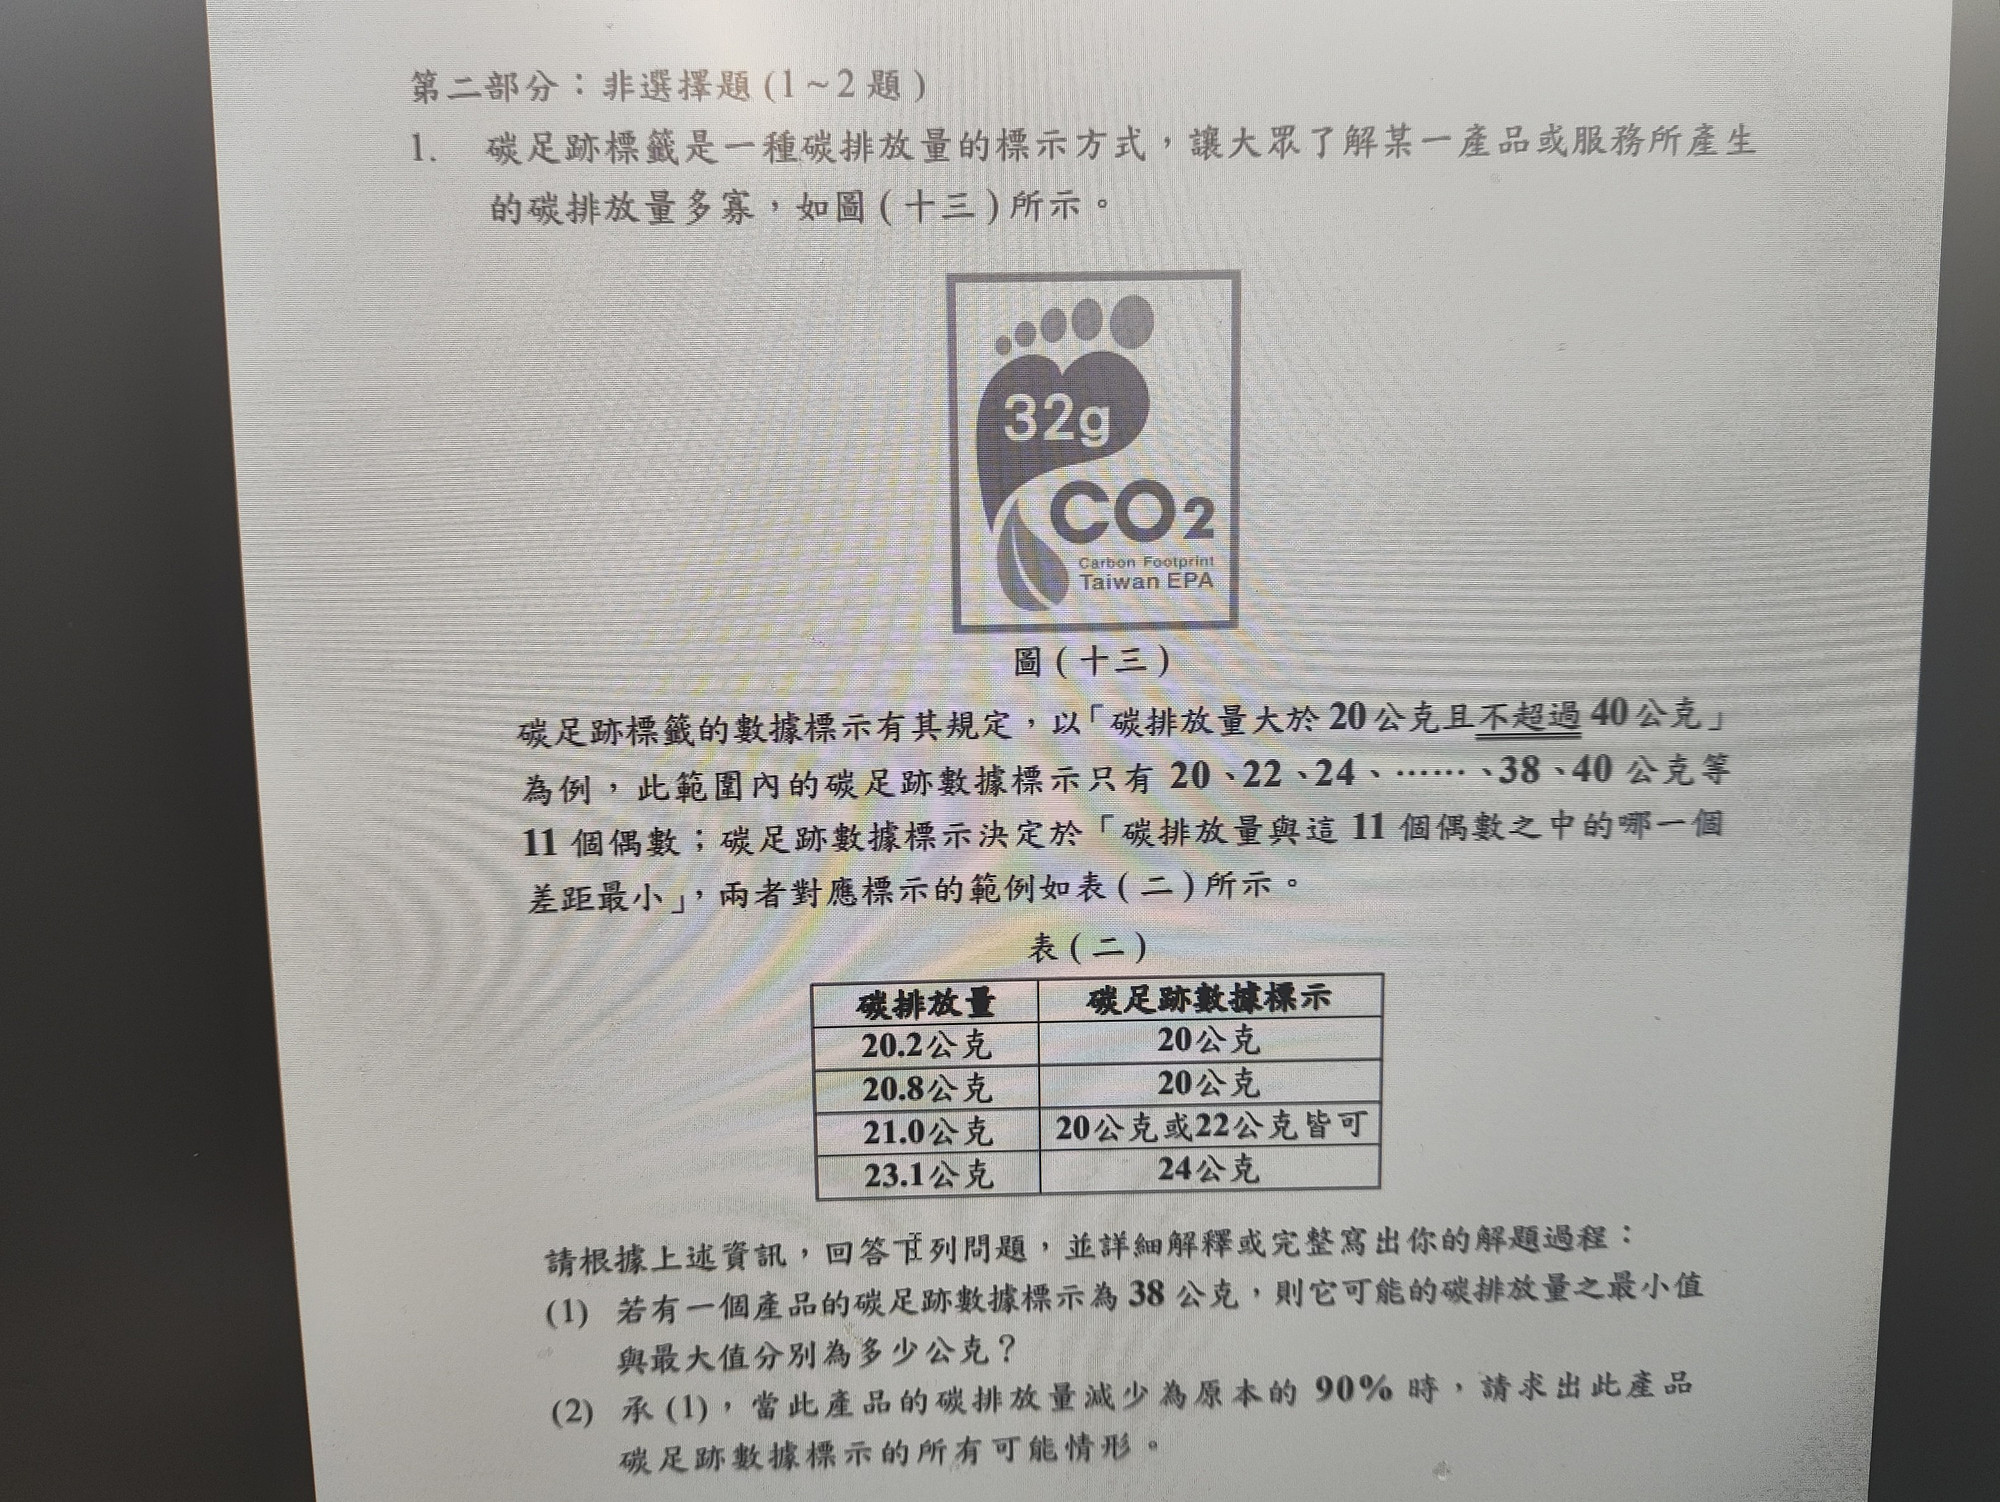 第二部分：非選擇題(1~2題)
1. 碳足跡標籤是一種碳排放量的標示方式，讓大眾了解某一產品或服務所產生
的碳排放量多寡，如圖(十三)所示。
32g
CO2
Carbon Footprint
Taiwan EPA
圖(十三)
碳足跡標籤的數據標示有其規定，以「碳排放量大於20公克且不超過40公克」
為例，此範圍內的碳足跡數據標示只有 20、22、24、……、38、40 公克等
11 個偶數；碳足跡數據標示決定於「碳排放量與這 11 個偶數之中的哪一個
差距最小」，兩者對應標示的範例如表(二)所示。
表(二)
碳排放量 碳足跡數據標示
20.2公克 20公克
20.8公克 20公克
21.0公克 20公克或22公克皆可
23.1公克 24公克
請根據上述資訊，回答下列問題，並詳細解釋或完整寫出你的解題過程：
(1) 若有一個產品的碳足跡數據標示為 38 公克，則它可能的碳排放量之最小值
與最大值分別為多少公克？
(2) 承(1)，當此產品的碳排放量減少為原本的 90% 時，請求出此產品
碳足跡數據標示的所有可能情形。